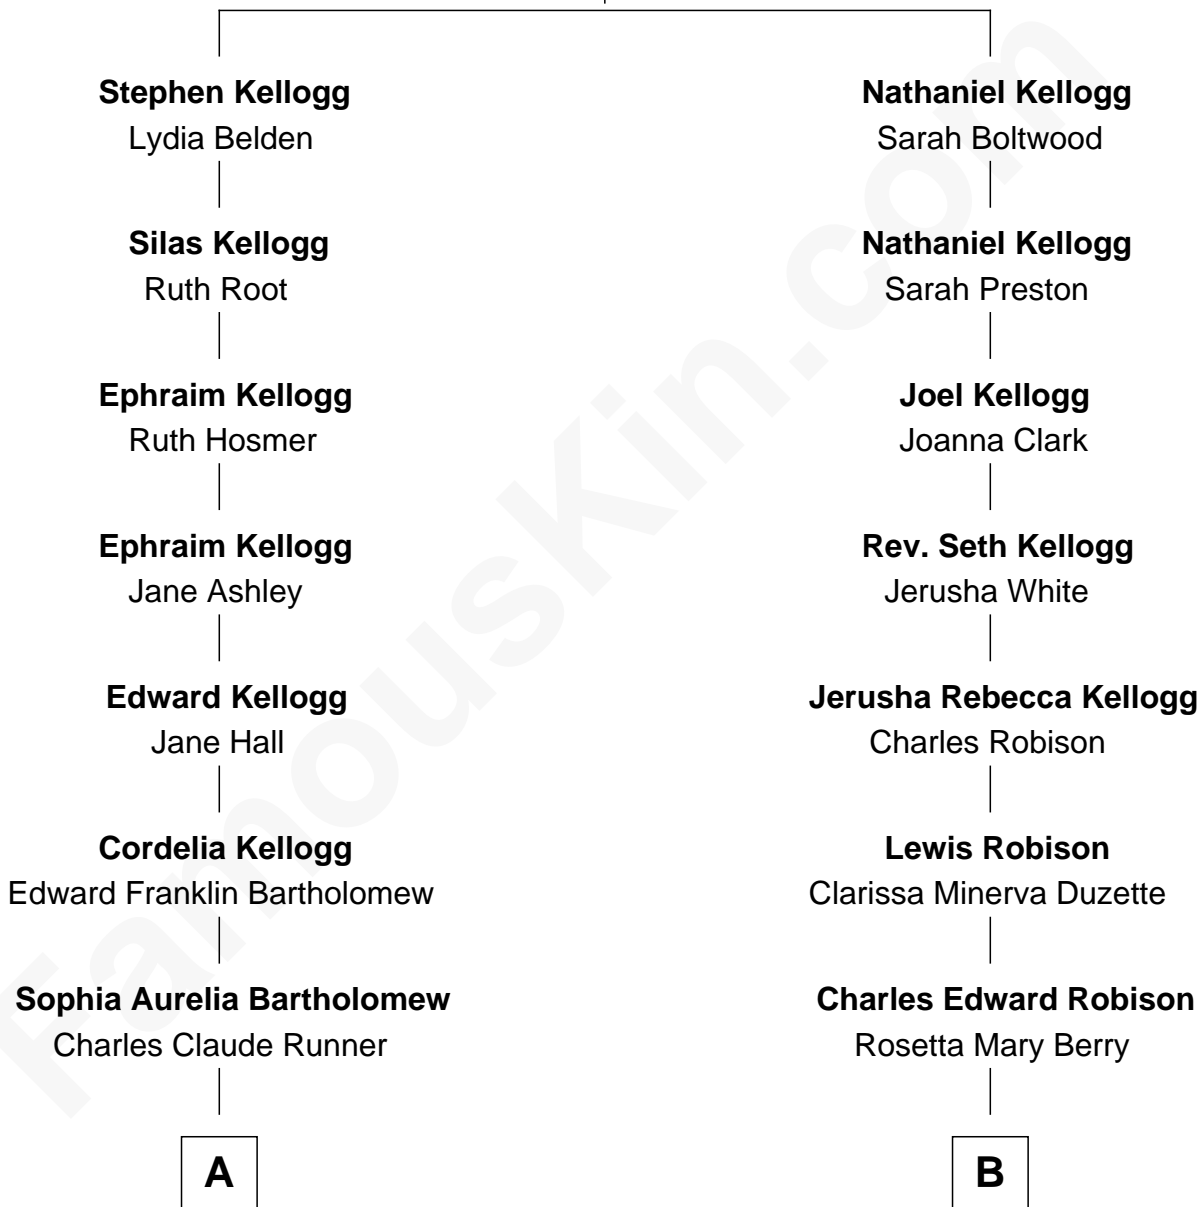 Stephen Kellogg
Lydia Belden
Silas Kellogg
Ruth Root
Ephraim Kellogg
Ruth Hosmer
Ephraim Kellogg
Jane Ashley
Edward Kellogg
Jane Hall
Cordelia Kellogg
Edward Franklin Bartholomew
Sophia Aurelia Bartholomew
Charles Claude Runner
A
Nathaniel Kellogg
Sarah Boltwood
Nathaniel Kellogg
Sarah Preston
Joel Kellogg
Joanna Clark
Rev. Seth Kellogg
Jerusha White
Jerusha Rebecca Kellogg
Charles Robison
Lewis Robison
Clarissa Minerva Duzette
Charles Edward Robison
Rosetta Mary Berry
B
FamousKin.com